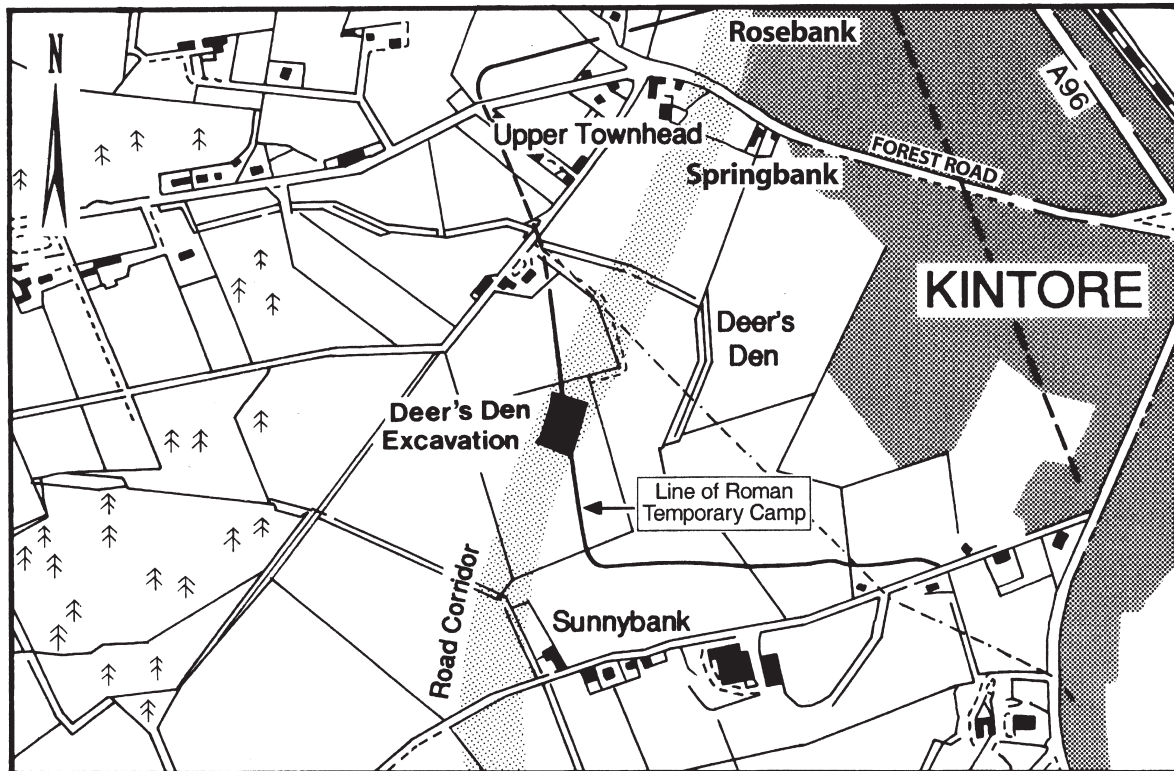 Rosebank
N
A96
Upper Townhead
FOREST ROAD
Springbank
KINTORE
Deer's
Den
Deer's Den
Excavation
Line of Roman
Temporary Camp
Road Corridor
Sunnybank